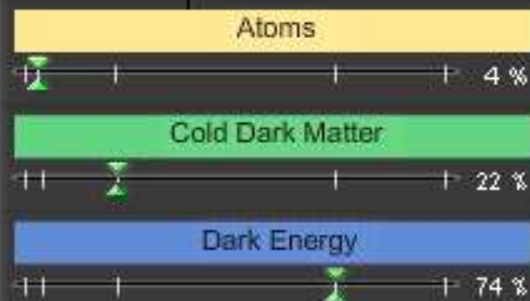 Atoms
4 %
Cold Dark Matter
22 %
Dark Energy
74 %